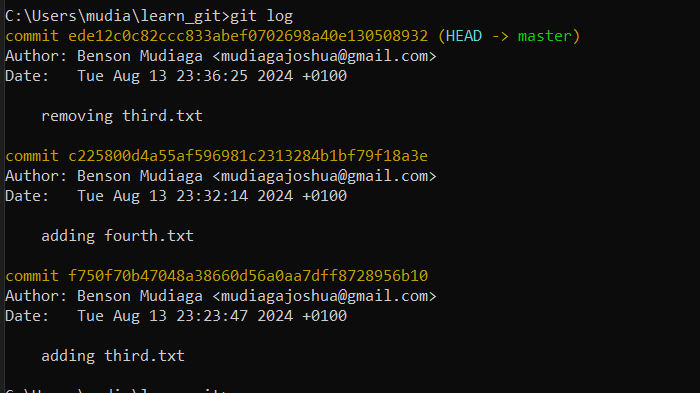 C:\Users\mudia\learn_git>git log
commit ede12c0c82ccc833abef0702698a40e130508932 (HEAD -> master)
Author: Benson Mudiaga <mudiagajoshua@gmail.com>
Date:   Tue Aug 13 23:36:25 2024 +0100
    removing third.txt
commit c225800d4a55af596981c2313284b1bf79f18a3e
Author: Benson Mudiaga <mudiagajoshua@gmail.com>
Date:   Tue Aug 13 23:32:14 2024 +0100
    adding fourth.txt
commit f750f70b47048a38660d56a0aa7dff8728956b10
Author: Benson Mudiaga <mudiagajoshua@gmail.com>
Date:   Tue Aug 13 23:23:47 2024 +0100
    adding third.txt